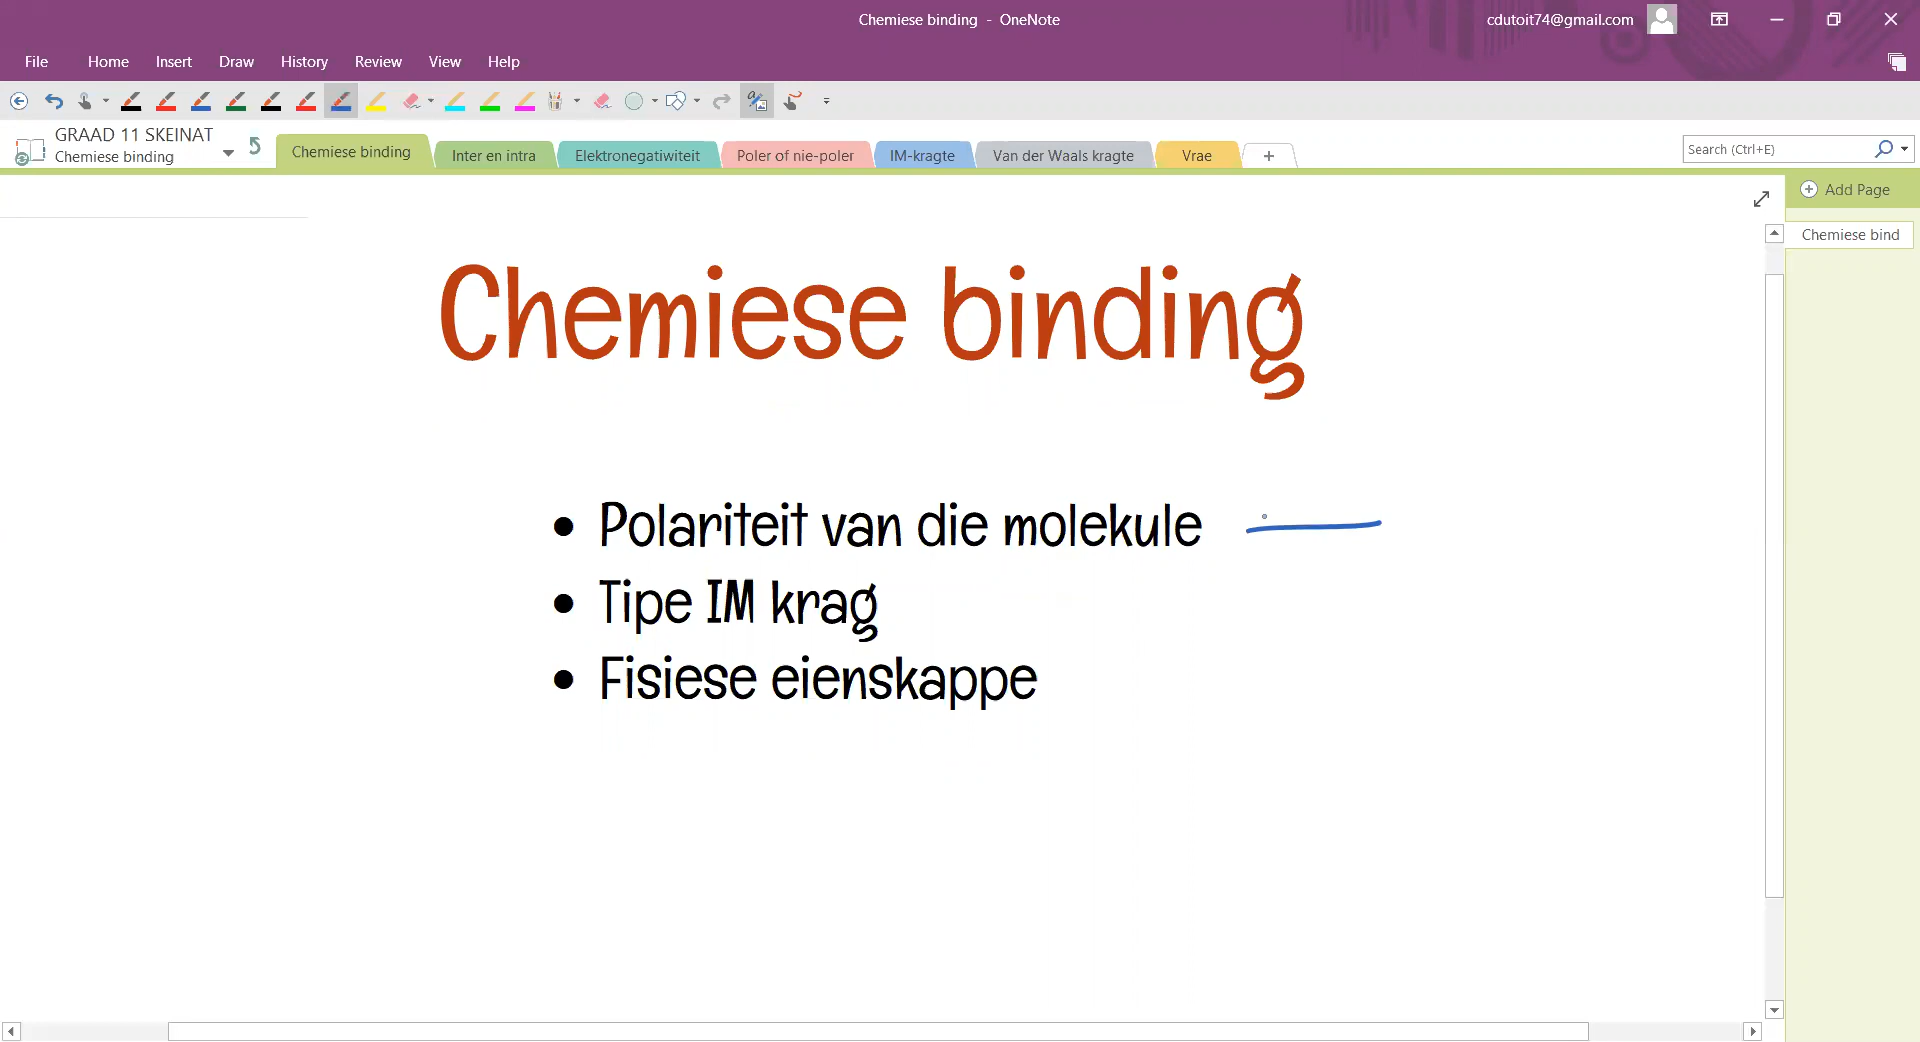 Chemiese binding - OneNote
cdutoit74@gmail.com
File Home Insert Draw History Review View Help
GRAAD 11 SKEINAT
Chemiese binding
Chemiese binding
Inter en intra
Elektronegatiwiteit
Poler of nie-poler
IM-kragte
Van der Waals kragte
Vrae
Search (Ctrl+E)
Add Page
Chemiese bind
Chemiese binding
• Polariteit van die molekule
• Tipe IM krag
• Fisiese eienskappe